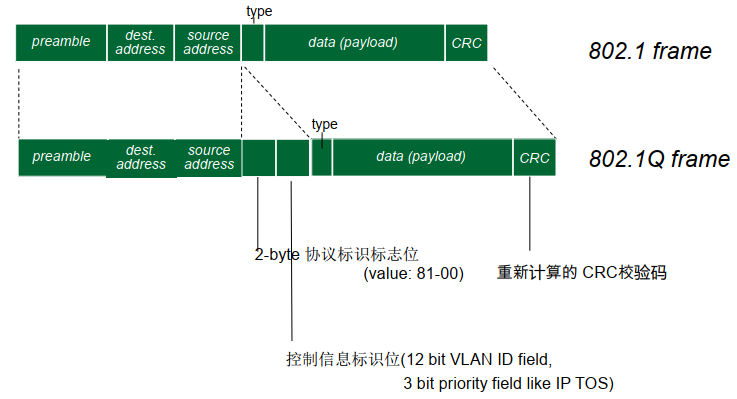 type
preamble
dest.
address
source
address
data (payload)
CRC
802.1 frame
type
preamble
dest.
address
source
address
data (payload)
CRC
802.1Q frame
2-byte 协议标识标志位
(value: 81-00)
重新计算的 CRC校验码
控制信息标识位(12 bit VLAN ID field,
3 bit priority field like IP TOS)